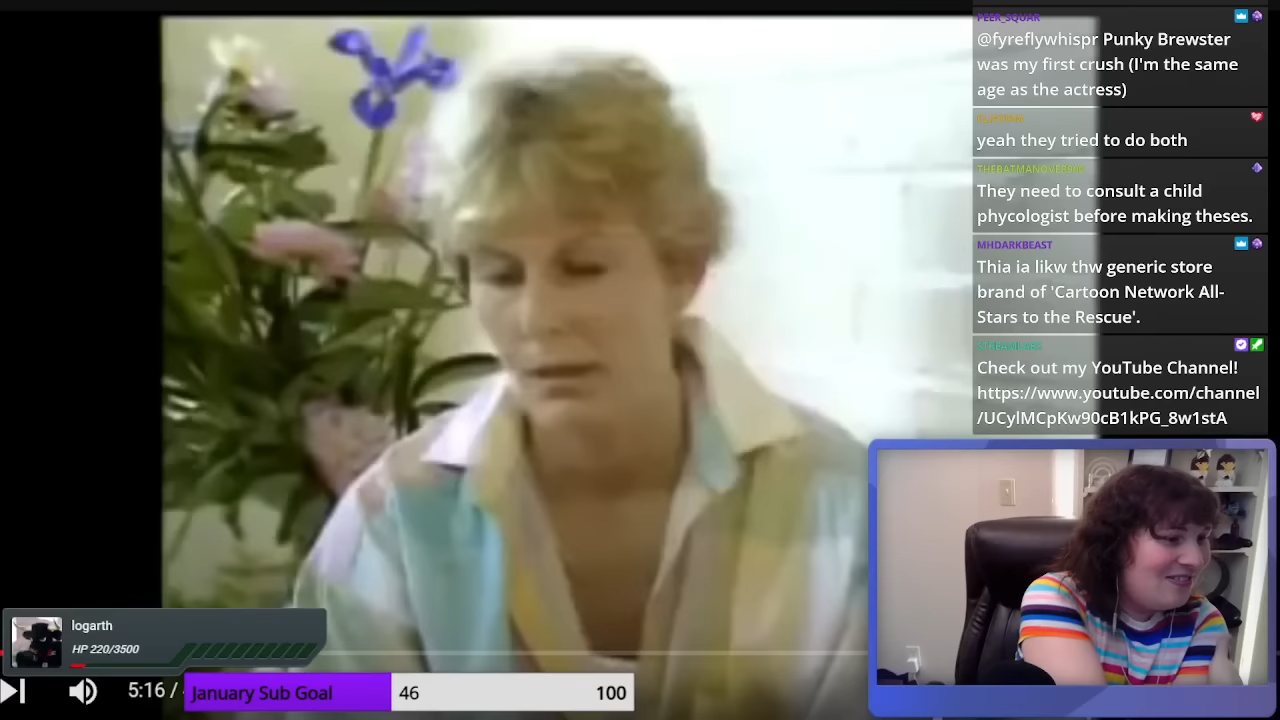 PEER_SQUAR
@fyreflywhispr Punky Brewster
was my first crush (I'm the same
age as the actress)
yeah they tried to do both
They need to consult a child
phycologist before making theses.
MHDARKBEAST
Thia ia likw thw generic store
brand of 'Cartoon Network All-
Stars to the Rescue'.
STREAMLABS
Check out my YouTube Channel!
https://www.youtube.com/channel
/UCylMCpKw90cB1kPG_8w1stA
logarth
HP 220/3500
5:16 /
January Sub Goal 46 100